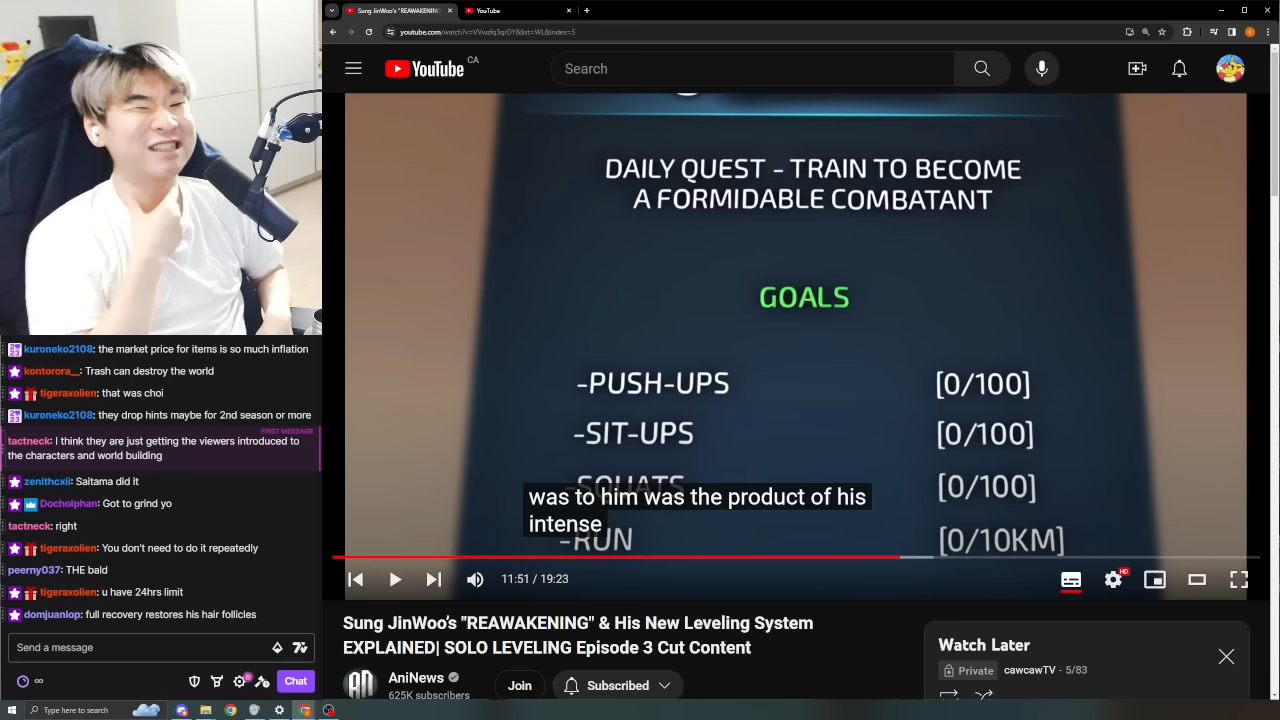 Sung JinWoo's "REAWAKENING"
YouTube
youtube.com/watch?v=VVwzfq3qrDY&list=WL&index=5
YouTube CA
Search
DAILY QUEST - TRAIN TO BECOME
A FORMIDABLE COMBATANT
GOALS
-PUSH-UPS [0/100]
-SIT-UPS [0/100]
-SQUATS [0/100]
was to him was the product of his
intense
-RUN [0/10KM]
11:51 / 19:23
HD
Sung JinWoo's "REAWAKENING" & His New Leveling System
EXPLAINED| SOLO LEVELING Episode 3 Cut Content
AniNews
625K subscribers
Join
Subscribed
Watch Later
Private cawcawTV - 5/83
kuroneko2108: the market price for items is so much inflation
kontorora__: Trash can destroy the world
tigeraxolien: that was choi
kuroneko2108: they drop hints maybe for 2nd season or more
FIRST MESSAGE
tactneck: I think they are just getting the viewers introduced to
the characters and world building
zenithcxii: Saitama did it
Docholphan: Got to grind yo
tactneck: right
tigeraxolien: You don't need to do it repeatedly
peerny037: THE bald
tigeraxolien: u have 24hrs limit
domjuanlop: full recovery restores his hair follicles
Send a message
Chat
Type here to search